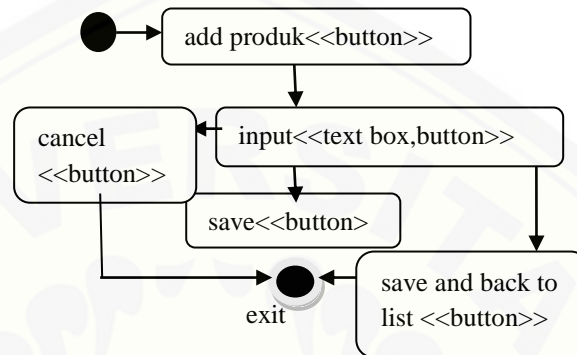 add produk<<button>>
cancel
<<button>>
input<<text box,button>>
save<<button>
save and back to
list <<button>>
exit